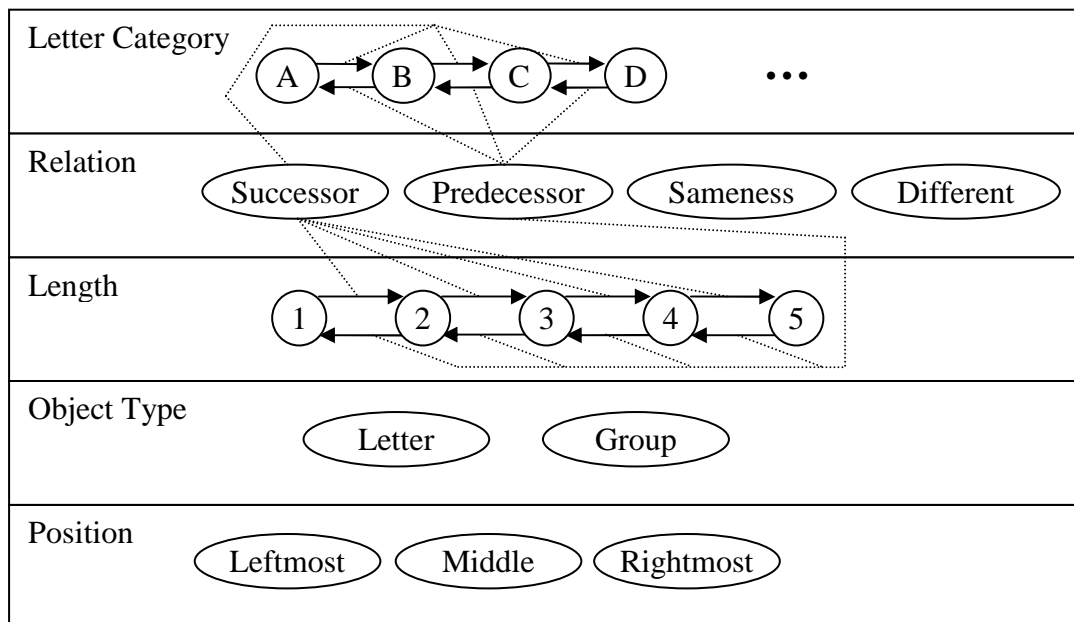 Letter Category
A B C D ...
Relation
Successor Predecessor Sameness Different
Length
1 2 3 4 5
Object Type
Letter Group
Position
Leftmost Middle Rightmost